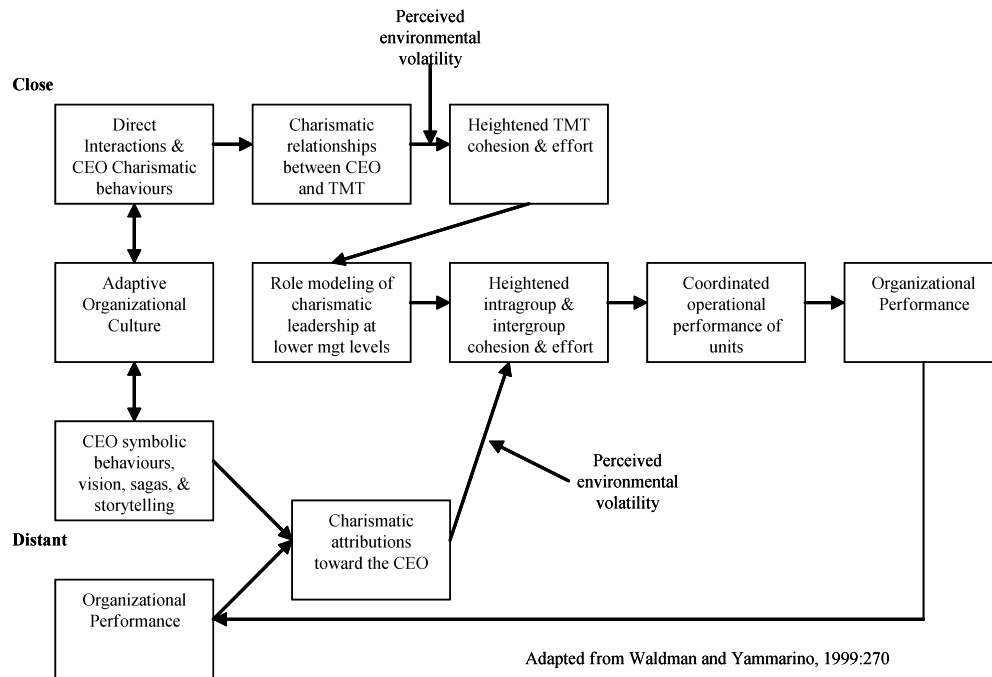 Perceived
environmental
volatility
Close
Direct
Interactions &
CEO Charismatic
behaviours
Charismatic
relationships
between CEO
and TMT
Heightened TMT
cohesion & effort
Adaptive
Organizational
Culture
Role modeling of
charismatic
leadership at
lower mgt levels
Heightened
intragroup &
intergroup
cohesion & effort
Coordinated
operational
performance of
units
Organizational
Performance
CEO symbolic
behaviours,
vision, sagas, &
storytelling
Perceived
environmental
volatility
Distant
Charismatic
attributions
toward the CEO
Organizational
Performance
Adapted from Waldman and Yammarino, 1999:270